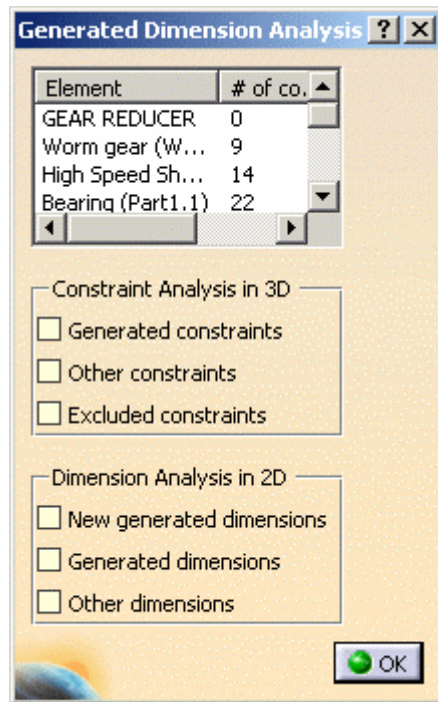 Generated Dimension Analysis ? X
Element # of co.
GEAR REDUCER 0
Worm gear (W... 9
High Speed Sh... 14
Bearing (Part1.1) 22
Constraint Analysis in 3D
Generated constraints
Other constraints
Excluded constraints
Dimension Analysis in 2D
New generated dimensions
Generated dimensions
Other dimensions
OK